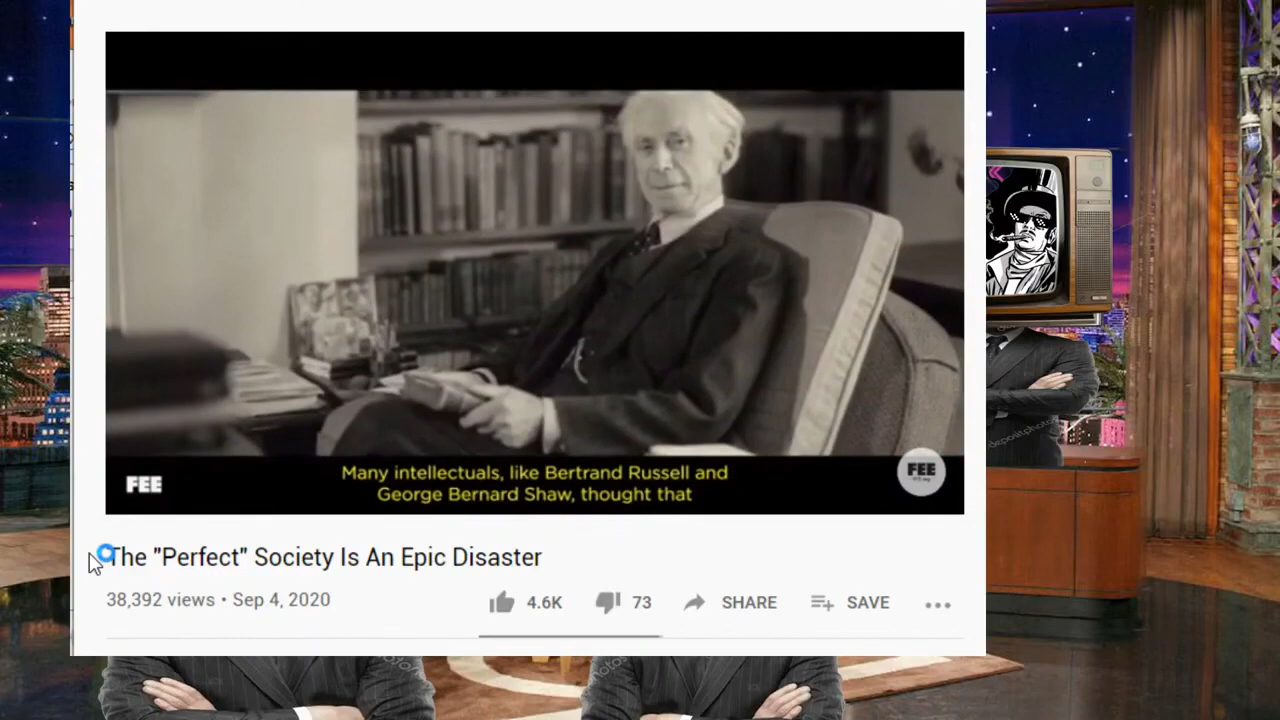 FEE
Many intellectuals, like Bertrand Russell and
George Bernard Shaw, thought that
FEE
The "Perfect" Society Is An Epic Disaster
38,392 views • Sep 4, 2020
4.6K
73
SHARE
SAVE
depositphotos